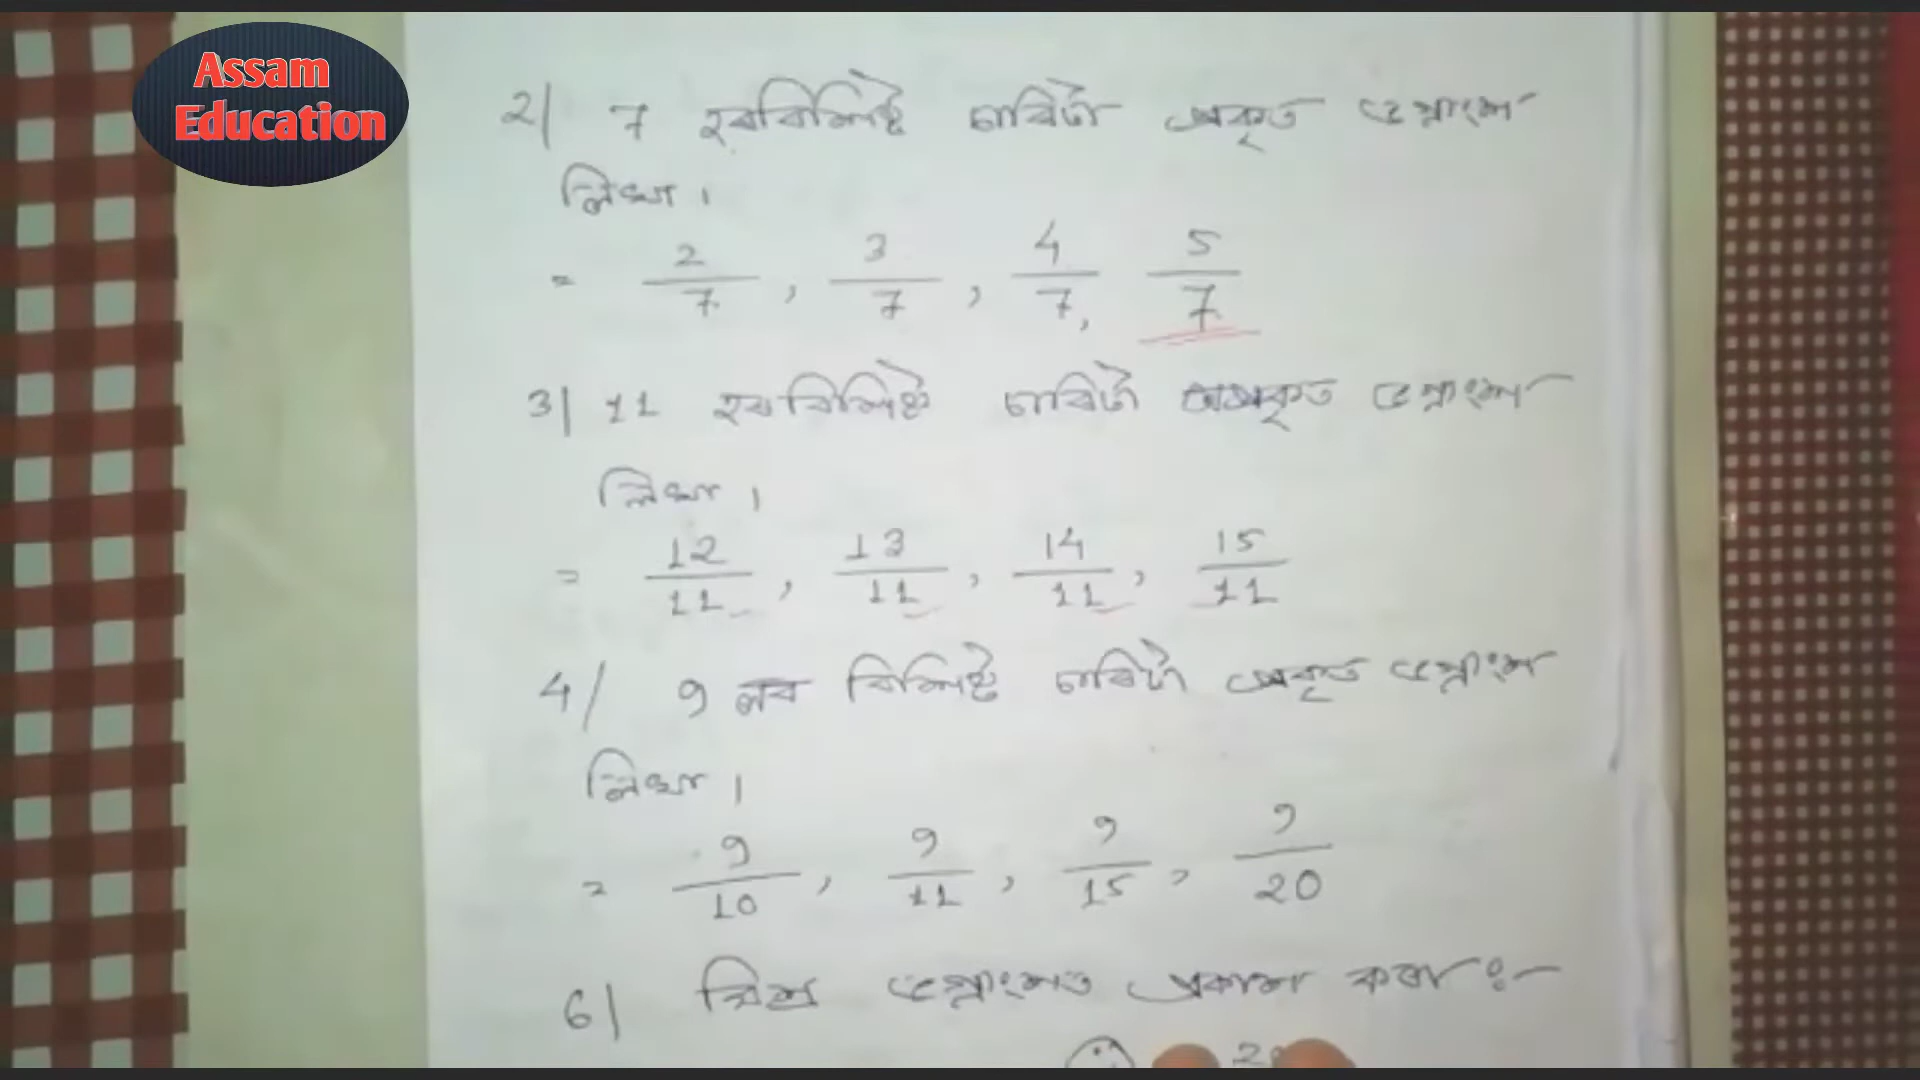 Assam
Education
2| 7 হৰবিশিষ্ট চাৰিটা প্ৰকৃত ভগ্নাংশ
লিখা ।
= 2/7 , 3/7 , 4/7, 5/7
3| 11 হৰবিশিষ্ট চাৰিটা অপ্ৰকৃত ভগ্নাংশ
লিখা ।
= 12/11 , 13/11 , 14/11 , 15/11
4/ 9 লব বিশিষ্ট চাৰিটা প্ৰকৃত ভগ্নাংশ
লিখা ।
= 9/10 , 9/11 , 9/15 , 9/20
6| মিশ্ৰ ভগ্নাংশত প্ৰকাশ কৰা ঃ-